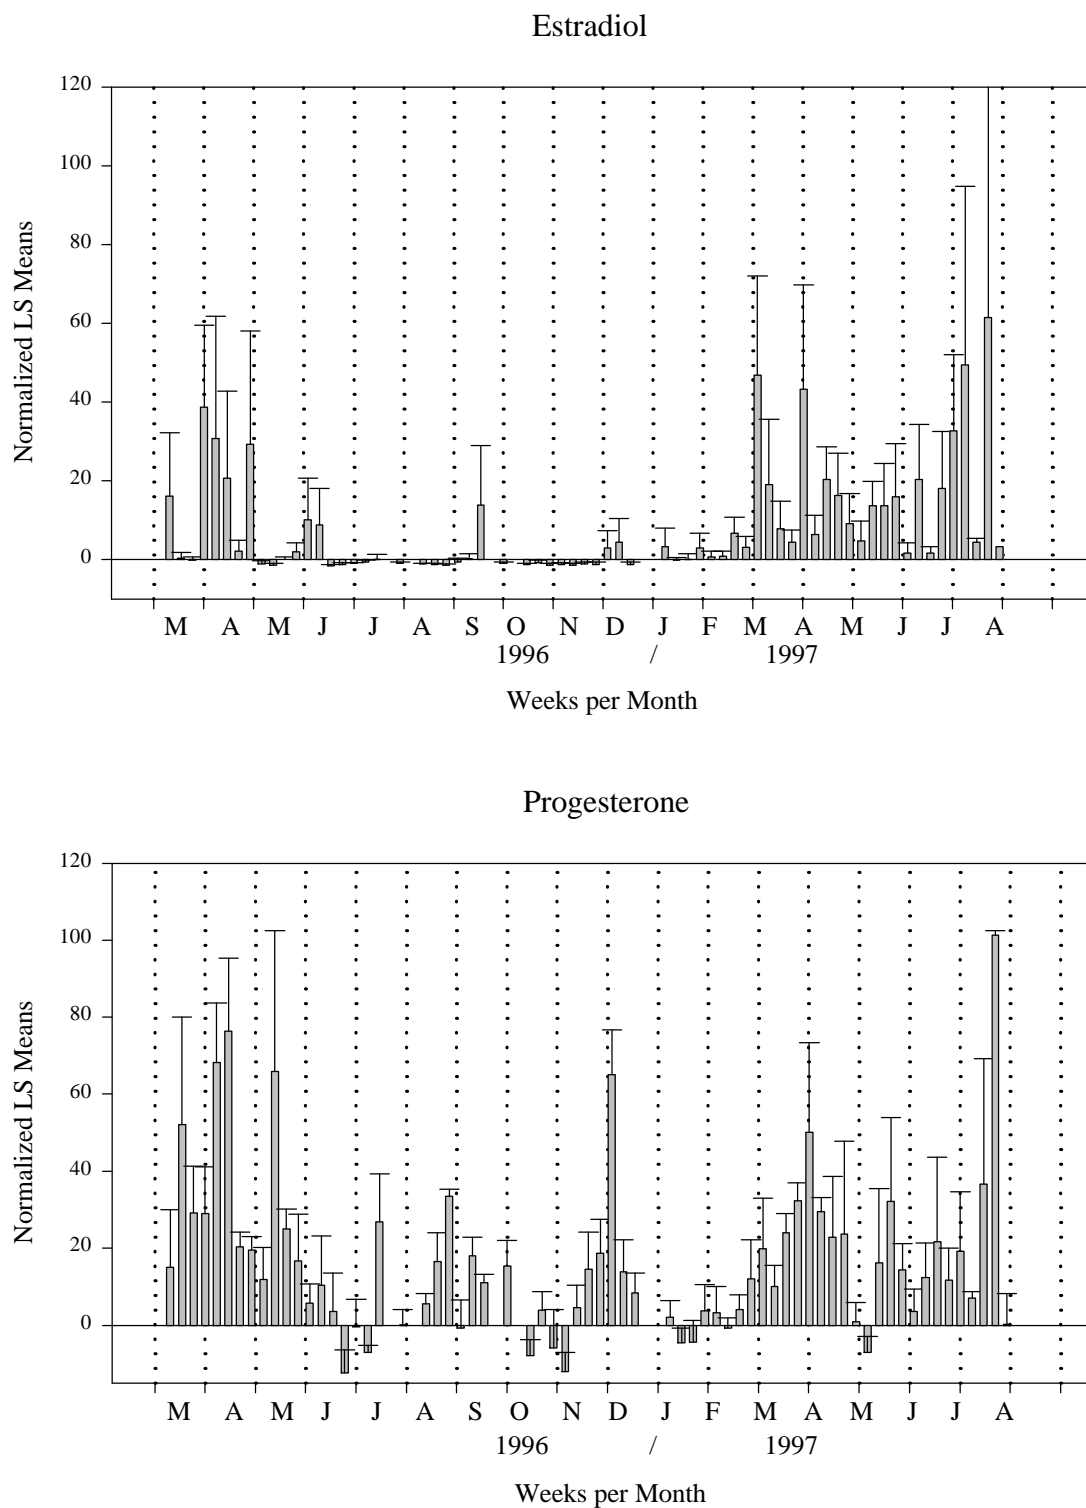 Estradiol
120
100
80
60
40
20
0
Normalized LS Means
M A M J J A S O N D J F M A M J J A
1996 / 1997
Weeks per Month
Progesterone
120
100
80
60
40
20
0
Normalized LS Means
M A M J J A S O N D J F M A M J J A
1996 / 1997
Weeks per Month